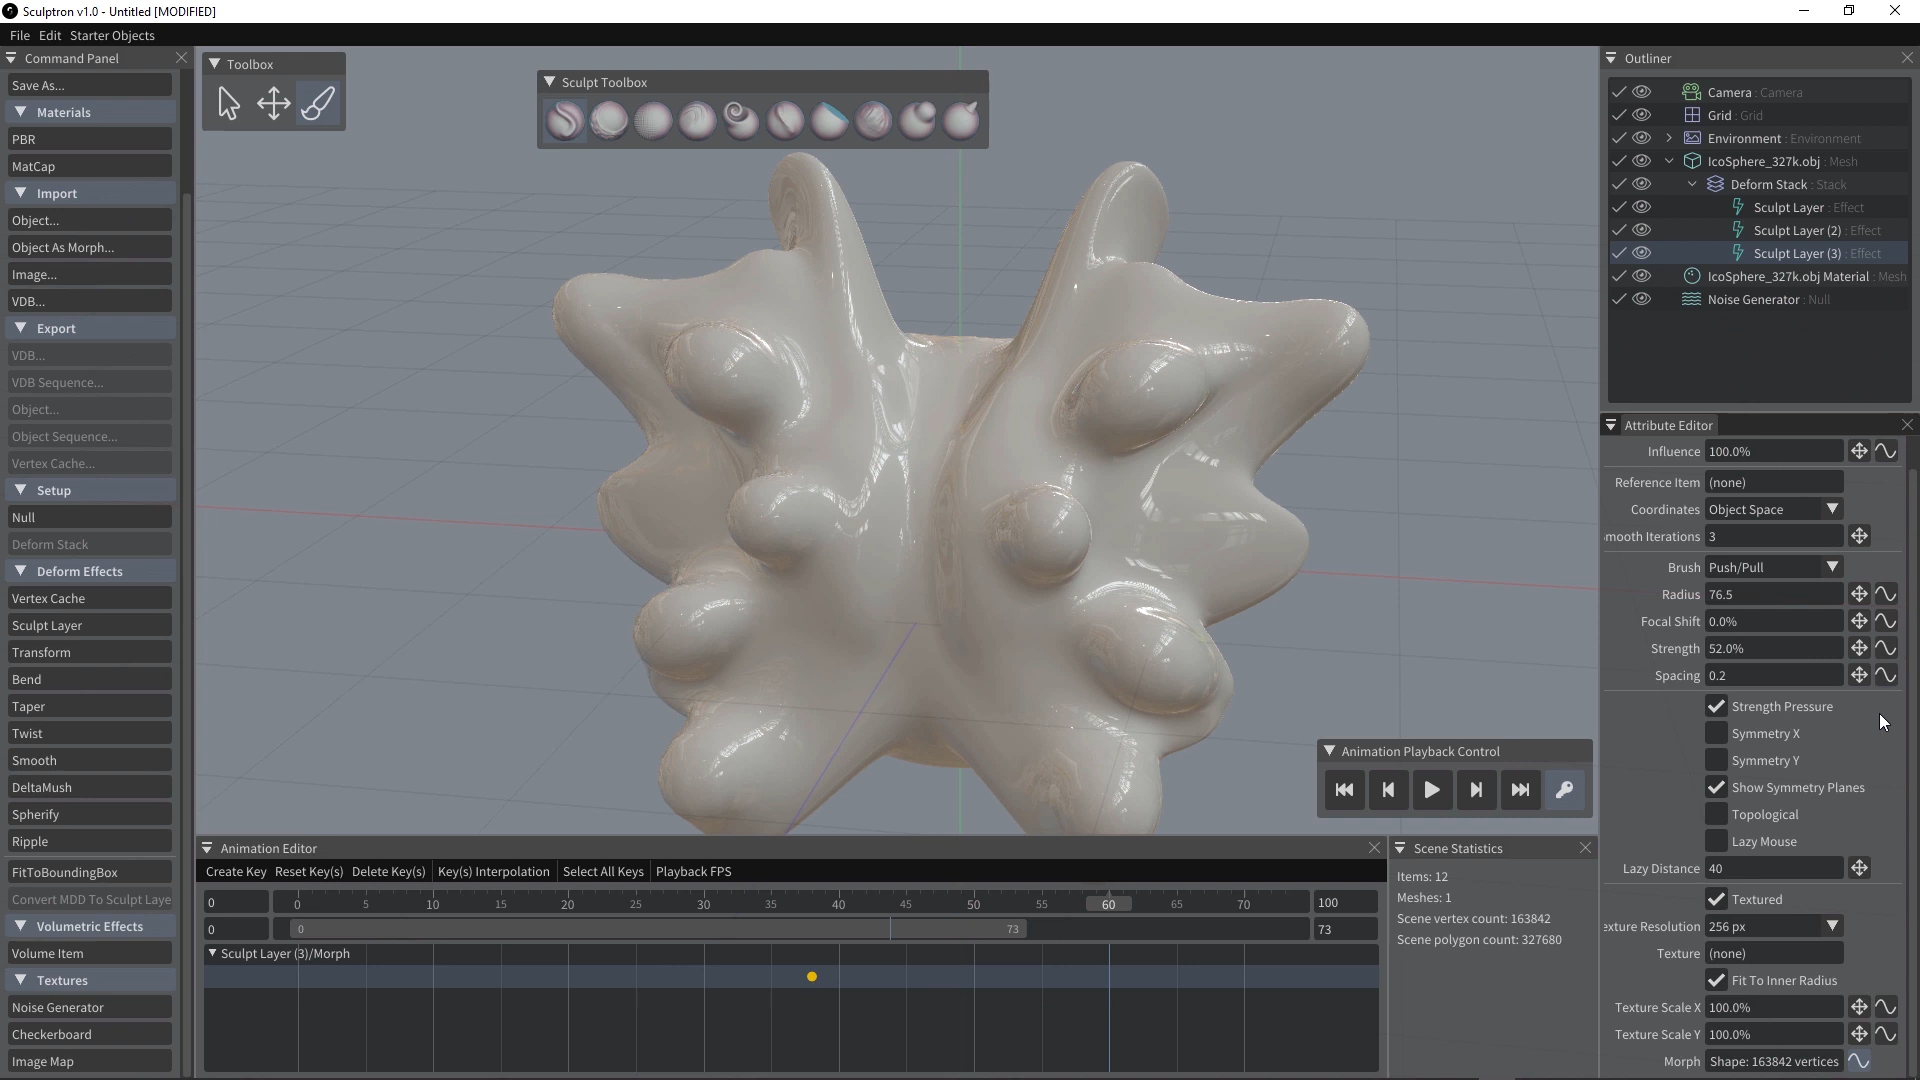 Sculptron v1.0 - Untitled [MODIFIED]
File Edit Starter Objects
Command Panel
Save As...
Materials
PBR
MatCap
Import
Object...
Object As Morph...
Image...
VDB...
Export
VDB...
VDB Sequence...
Object...
Object Sequence...
Vertex Cache...
Setup
Null
Deform Stack
Deform Effects
Vertex Cache
Sculpt Layer
Transform
Bend
Taper
Twist
Smooth
DeltaMush
Spherify
Ripple
FitToBoundingBox
Convert MDD To Sculpt Laye
Volumetric Effects
Volume Item
Textures
Noise Generator
Checkerboard
Image Map
Toolbox
Sculpt Toolbox
Animation Playback Control
Animation Editor
Create Key Reset Key(s) Delete Key(s) Key(s) Interpolation Select All Keys Playback FPS
0 0 5 10 15 20 25 30 35 40 45 50 55 60 65 70 100
0 0 73 73
Sculpt Layer (3)/Morph
Scene Statistics
Items: 12
Meshes: 1
Scene vertex count: 163842
Scene polygon count: 327680
Outliner
Camera : Camera
Grid : Grid
Environment : Environment
IcoSphere_327k.obj : Mesh
Deform Stack : Stack
Sculpt Layer : Effect
Sculpt Layer (2) : Effect
Sculpt Layer (3) : Effect
IcoSphere_327k.obj Material : Mesh
Noise Generator : Null
Attribute Editor
Influence 100.0%
Reference Item (none)
Coordinates Object Space
mooth Iterations 3
Brush Push/Pull
Radius 76.5
Focal Shift 0.0%
Strength 52.0%
Spacing 0.2
Strength Pressure
Symmetry X
Symmetry Y
Show Symmetry Planes
Topological
Lazy Mouse
Lazy Distance 40
Textured
exture Resolution 256 px
Texture (none)
Fit To Inner Radius
Texture Scale X 100.0%
Texture Scale Y 100.0%
Morph Shape: 163842 vertices